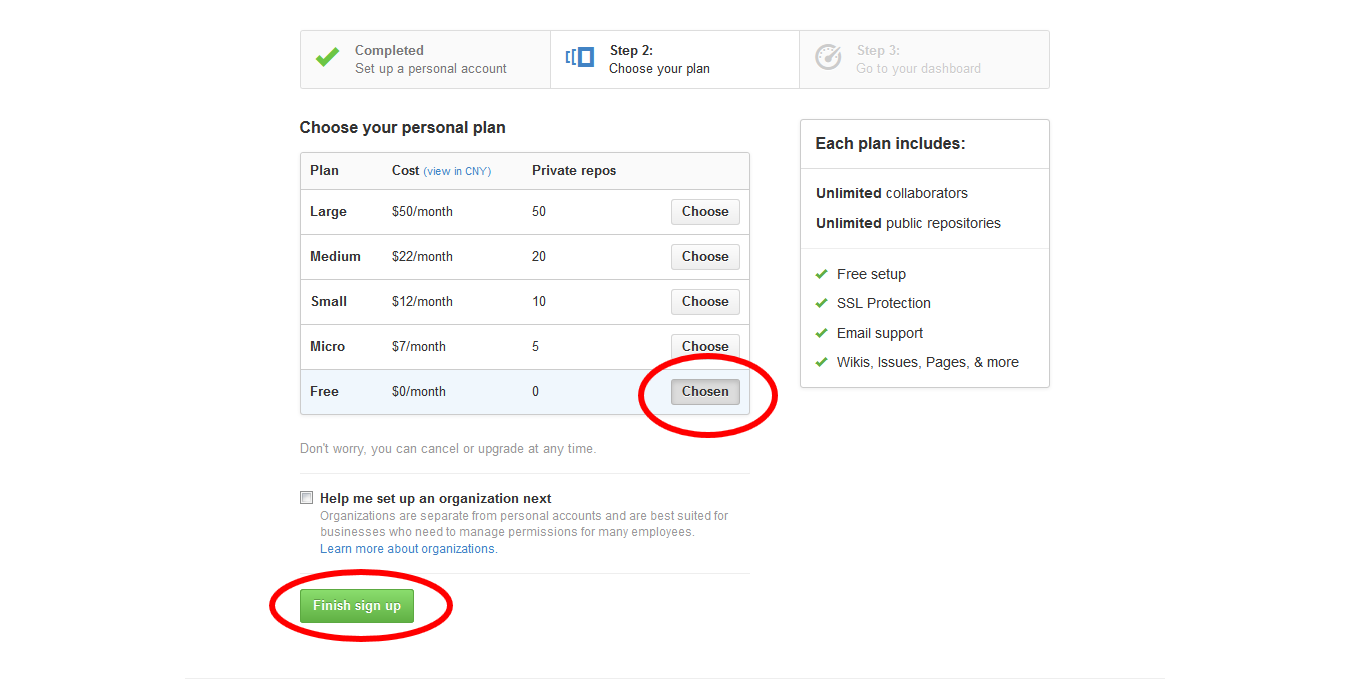 Completed
Set up a personal account
Step 2:
Choose your plan
Step 3:
Go to your dashboard
Choose your personal plan
Plan Cost (view in CNY) Private repos
Large $50/month 50 Choose
Medium $22/month 20 Choose
Small $12/month 10 Choose
Micro $7/month 5 Choose
Free $0/month 0 Chosen
Don't worry, you can cancel or upgrade at any time.
Help me set up an organization next
Organizations are separate from personal accounts and are best suited for
businesses who need to manage permissions for many employees.
Learn more about organizations.
Finish sign up
Each plan includes:
Unlimited collaborators
Unlimited public repositories
Free setup
SSL Protection
Email support
Wikis, Issues, Pages, & more